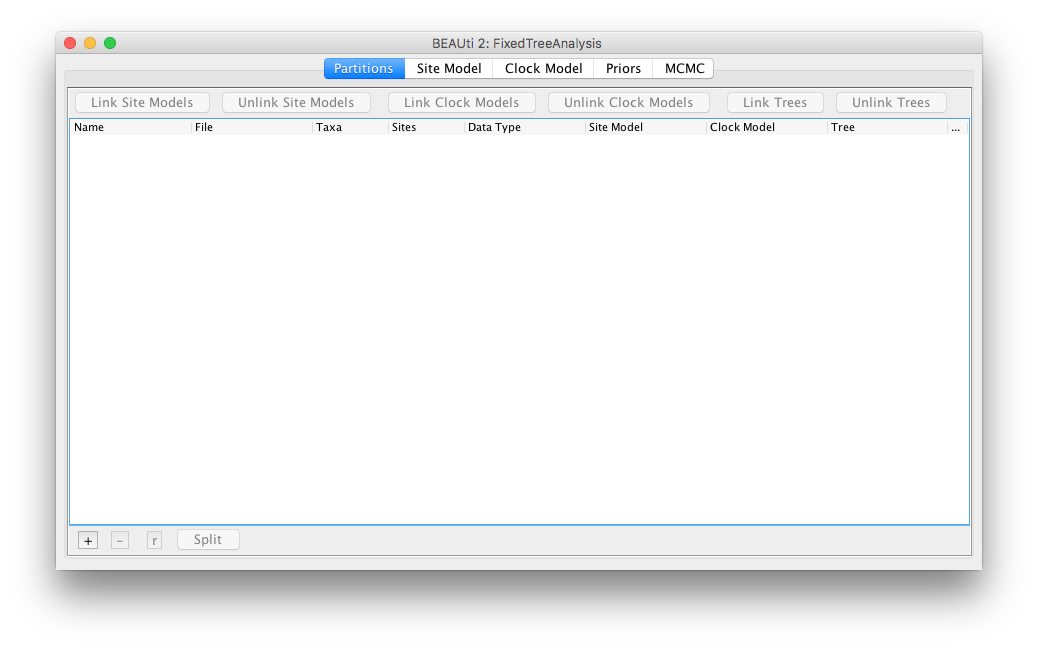 BEAUti 2: FixedTreeAnalysis
Partitions Site Model Clock Model Priors MCMC
Link Site Models Unlink Site Models Link Clock Models Unlink Clock Models Link Trees Unlink Trees
Name File Taxa Sites Data Type Site Model Clock Model Tree ...
+ - r Split